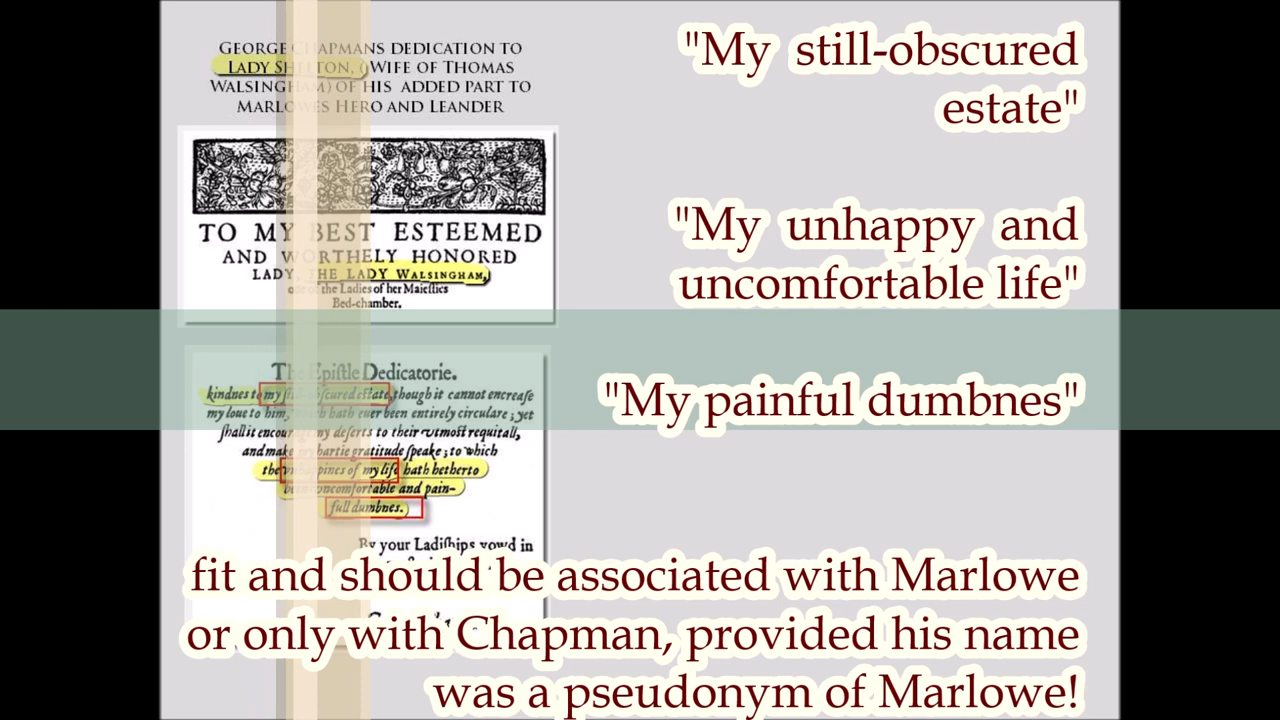 GEORGE CHAPMANS DEDICATION TO
LADY SHELTON, (WIFE OF THOMAS
WALSINGHAM) OF HIS ADDED PART TO
MARLOWES HERO AND LEANDER
TO MY BEST ESTEEMED
AND WORTHELY HONORED
LADY, THE LADY WALSINGHAM,
one of the Ladies of her Maieſties
Bed-chamber.
The Epiſtle Dedicatorie.
kindnes to my ſtill-obſcured eſtate, though it cannot encreaſe
my loue to him, which hath euer been entirely circulare ; yet
ſhall it encourage my deſerts to their vtmoſt requitall,
and make my hartie gratitude ſpeake ; to which
the vnhappines of my life hath hetherto
been vncomfortable and pain-
full dumbnes.
By your Ladiſhips vowd in
"My still-obscured
estate"
"My unhappy and
uncomfortable life"
"My painful dumbnes"
fit and should be associated with Marlowe
or only with Chapman, provided his name
was a pseudonym of Marlowe!